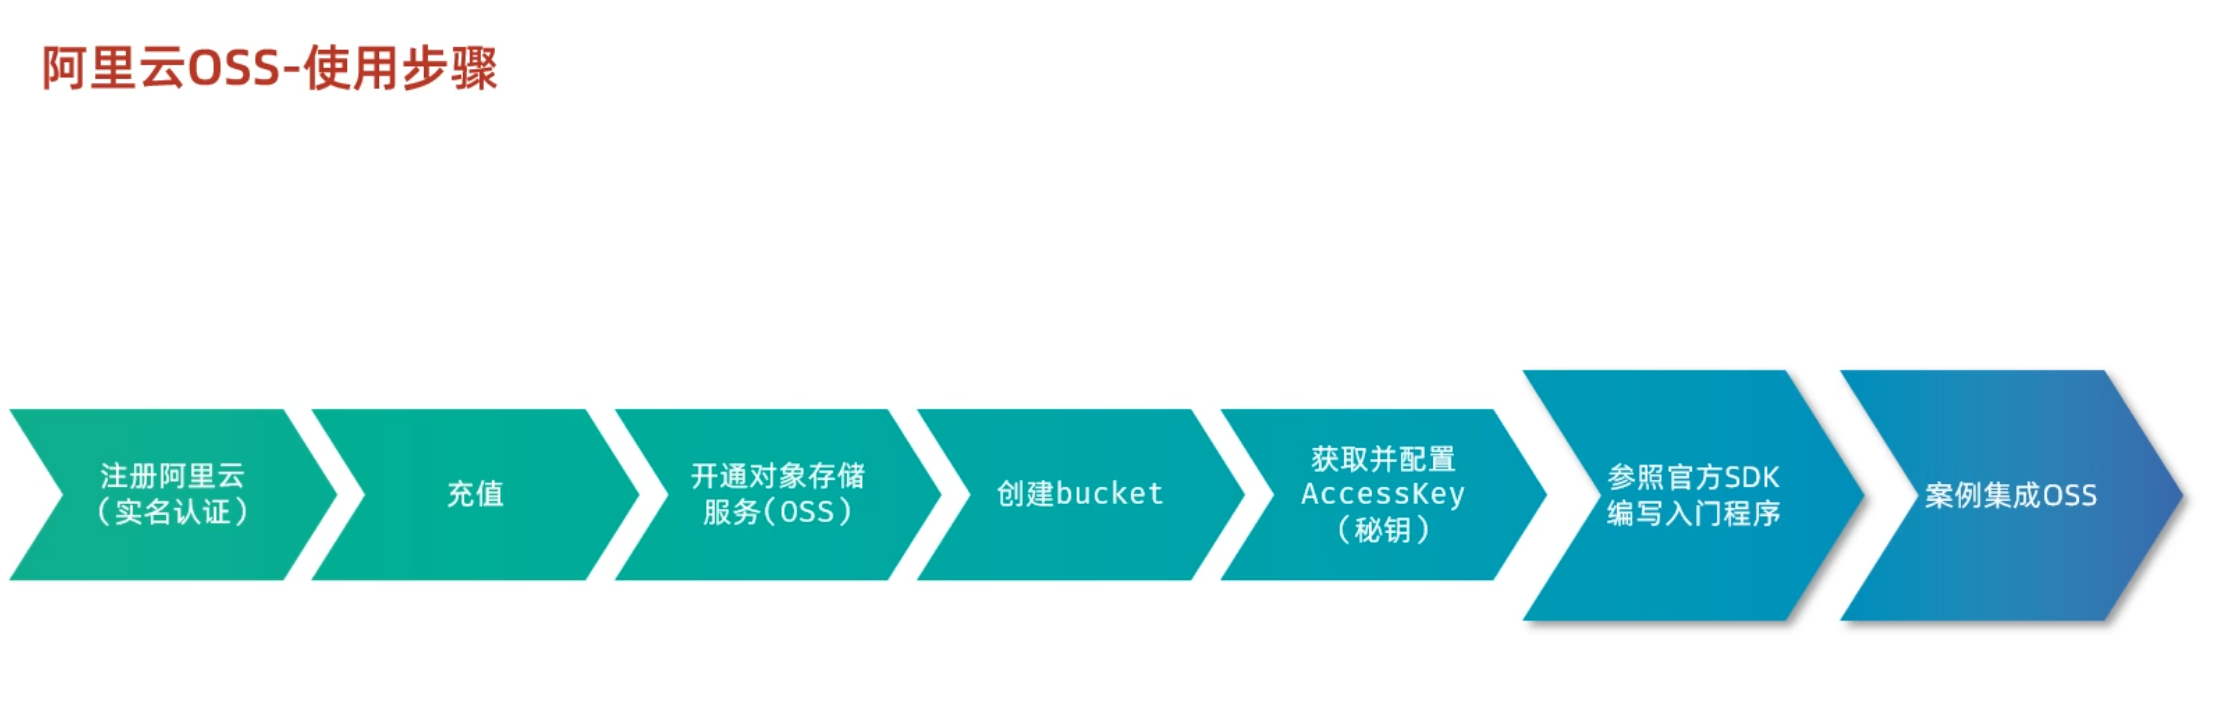 阿里云OSS-使用步骤
注册阿里云
（实名认证）
充值
开通对象存储
服务(OSS)
创建bucket
获取并配置
AccessKey
（秘钥）
参照官方SDK
编写入门程序
案例集成OSS